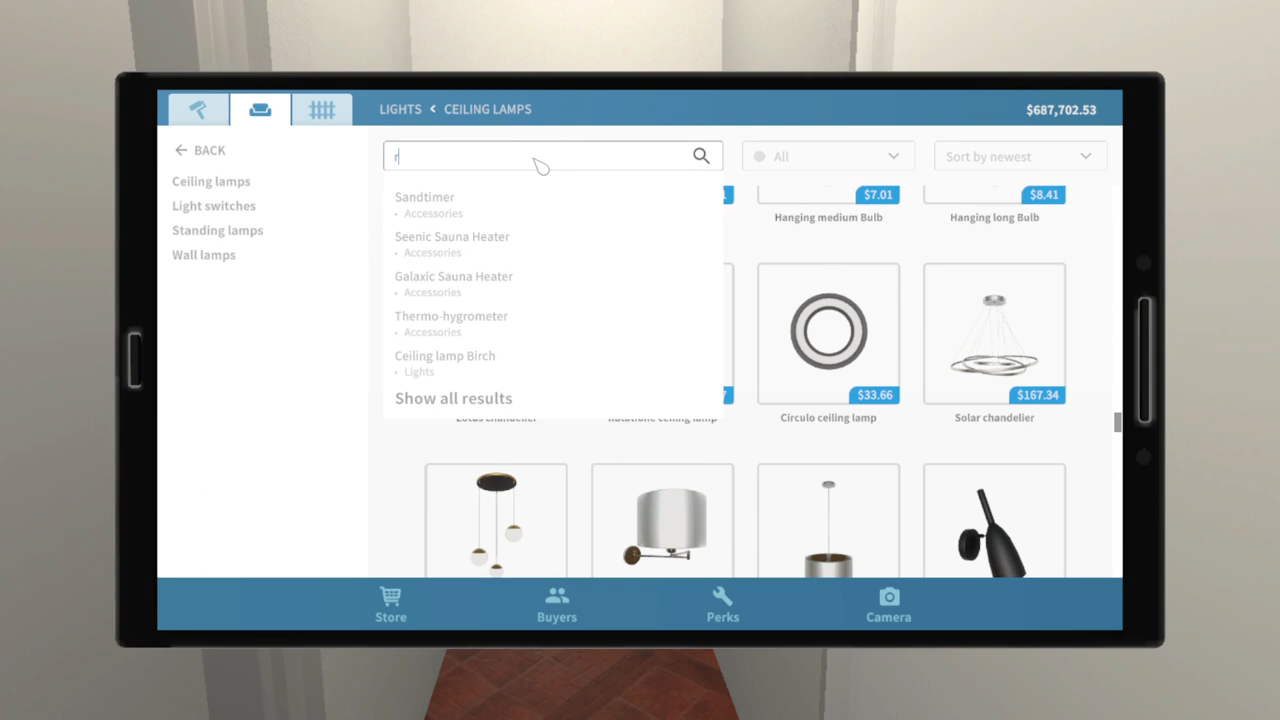 LIGHTS < CEILING LAMPS
$687,702.53
BACK
Ceiling lamps
Light switches
Standing lamps
Wall lamps
r
All
Sort by newest
Sandtimer
• Accessories
Seenic Sauna Heater
• Accessories
Galaxic Sauna Heater
• Accessories
Thermo-hygrometer
• Accessories
Ceiling lamp Birch
• Lights
Show all results
$7.01
$8.41
Hanging medium Bulb
Hanging long Bulb
$33.66
$167.34
ceiling lamp
Circulo ceiling lamp
Solar chandelier
Store
Buyers
Perks
Camera